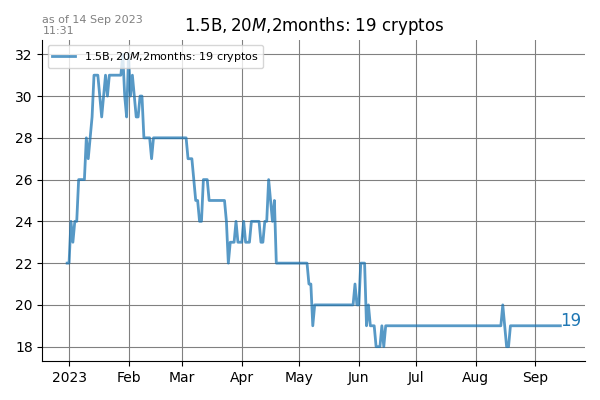 as of 14 Sep 2023
11:31
1.5B, 20M,2months: 19 cryptos
1.5B, 20M,2months: 19 cryptos
32
30
28
26
24
22
20
18
19
2023 Feb Mar Apr May Jun Jul Aug Sep